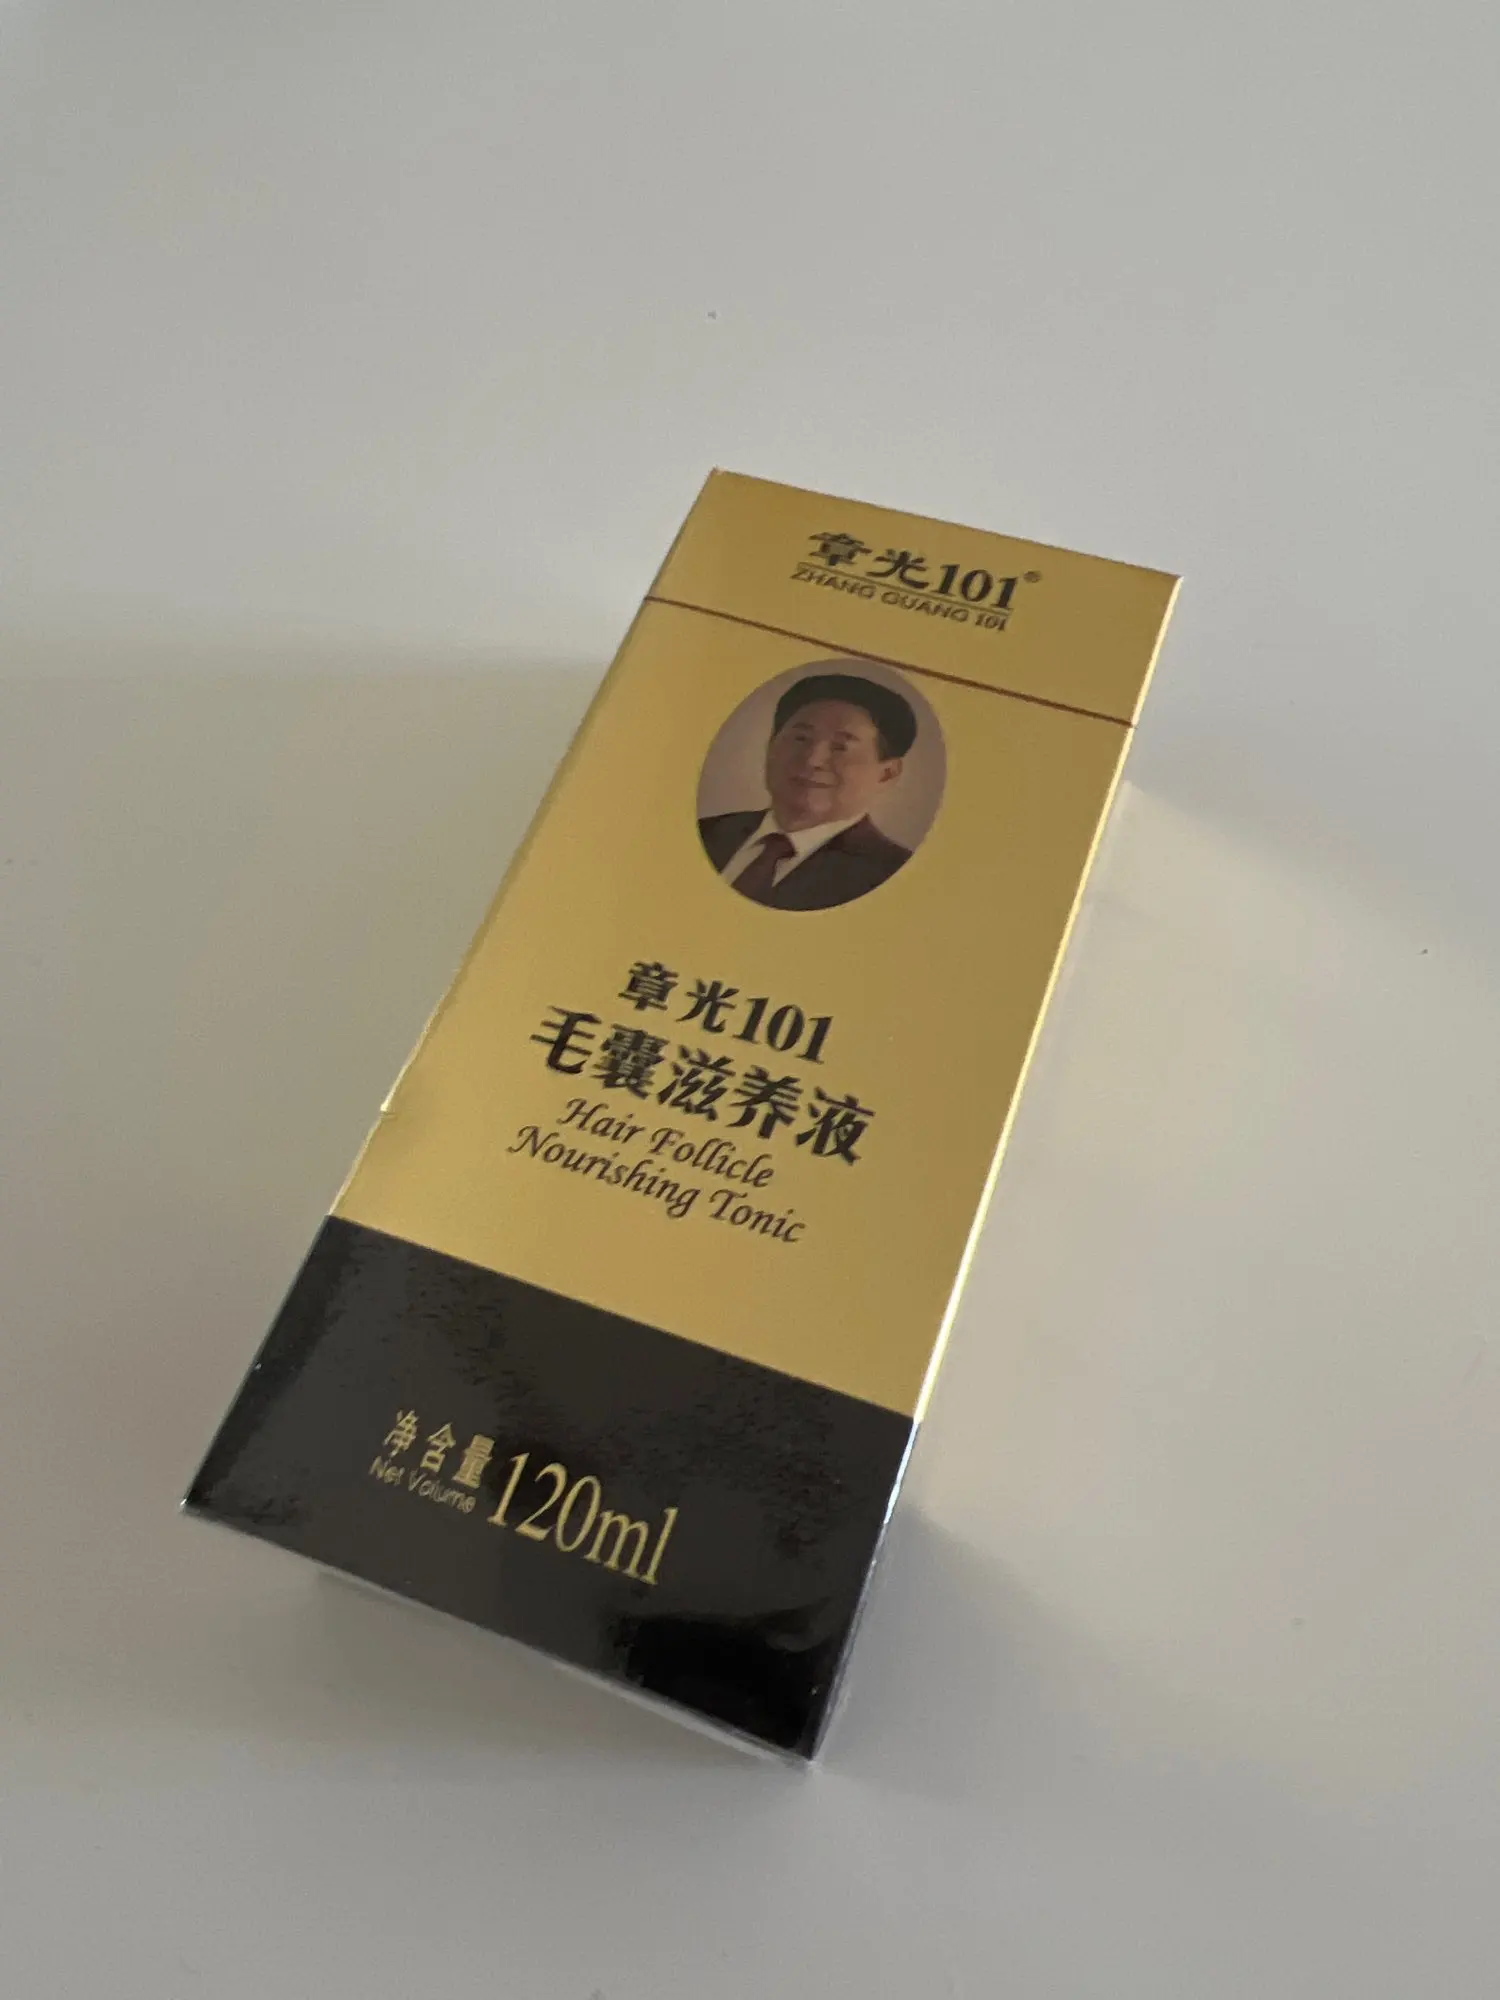 章光101®
ZHANG GUANG 101
章光101
毛囊滋养液
Hair Follicle
Nourishing Tonic
净含量 120ml
Net Volume